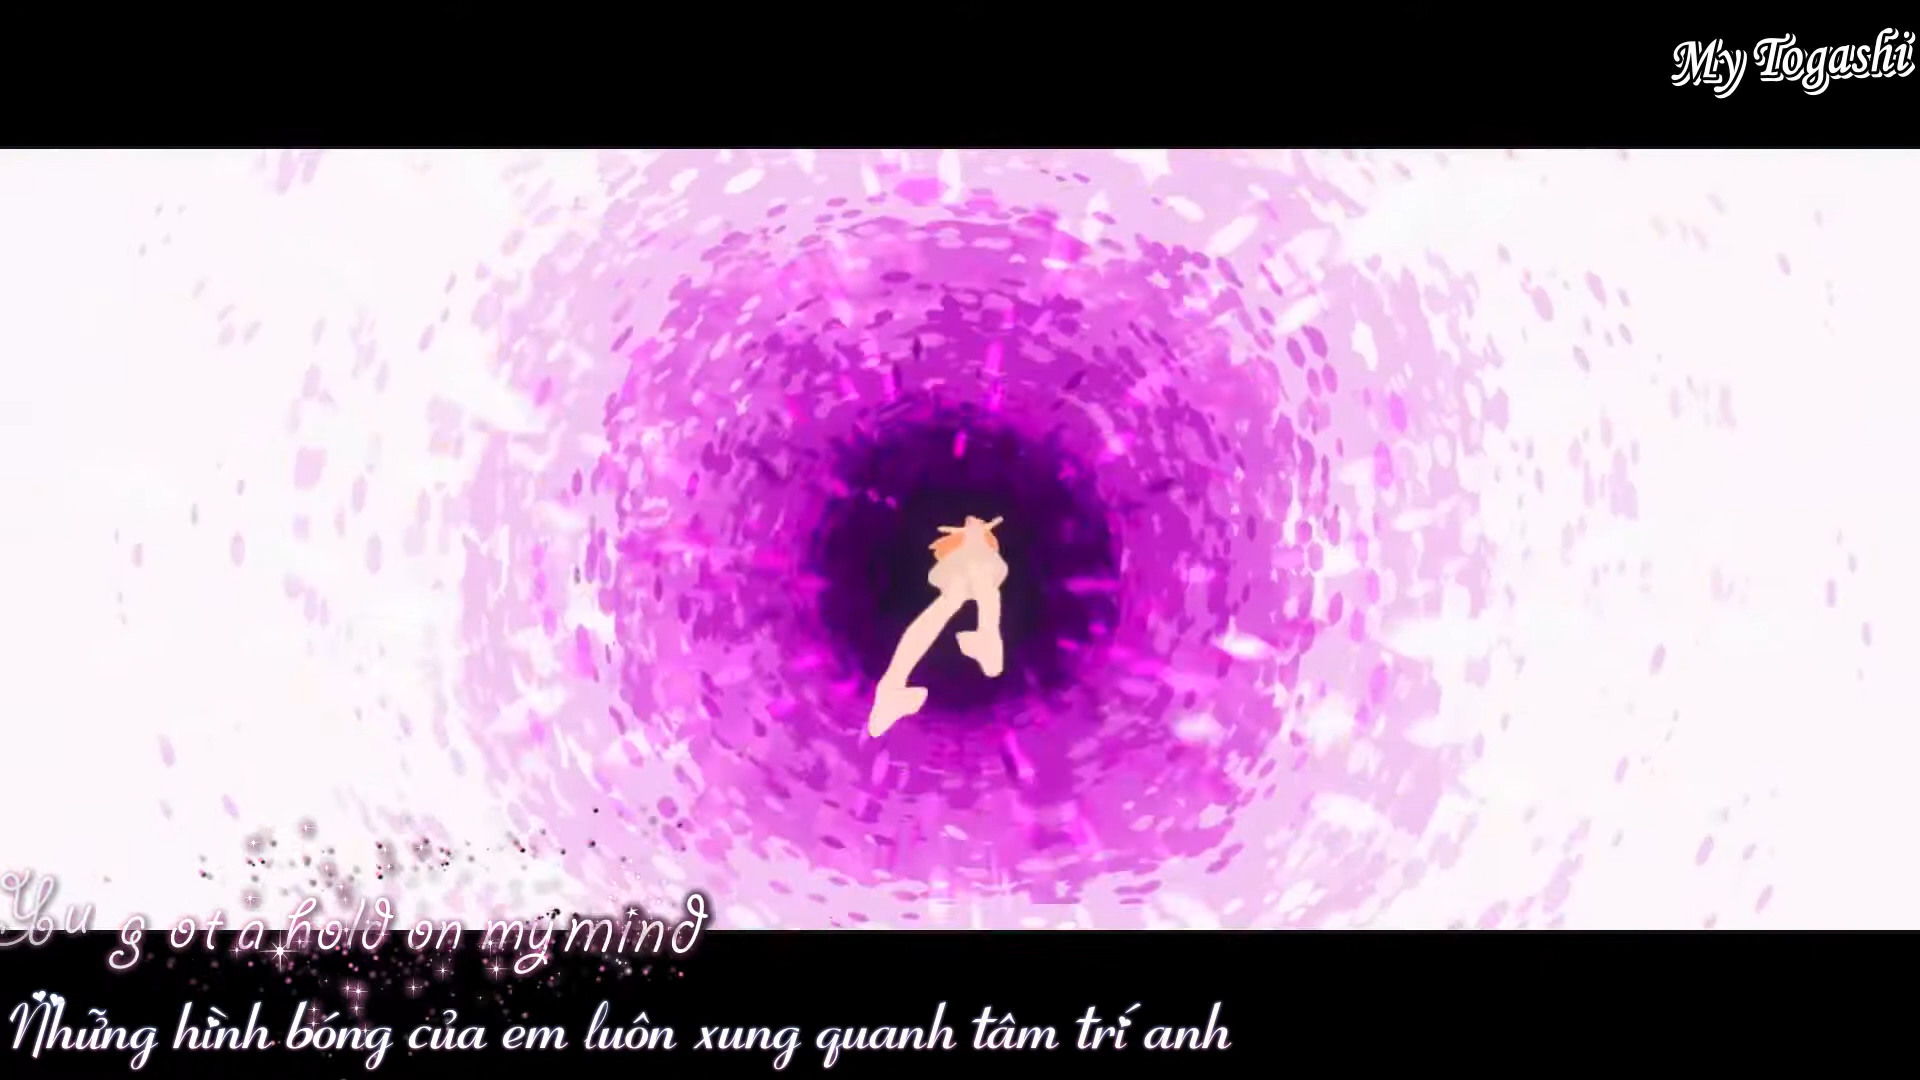 My Togashi
You got a hold on my mind
Những hình bóng của em luôn xung quanh tâm trí anh